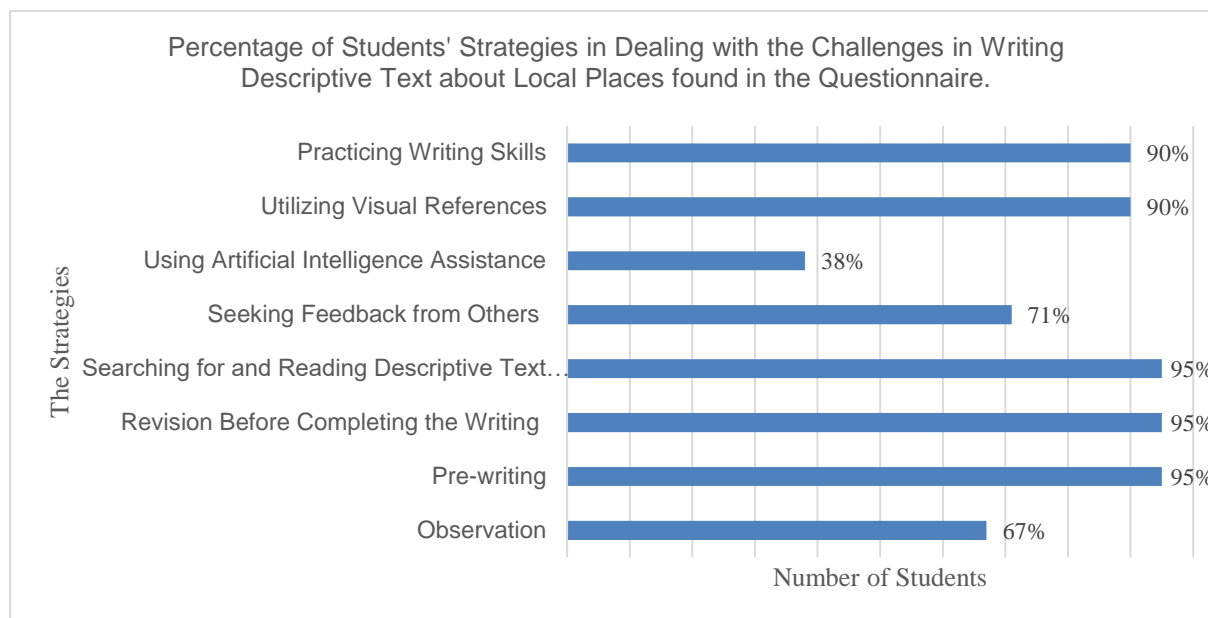 Percentage of Students' Strategies in Dealing with the Challenges in Writing
Descriptive Text about Local Places found in the Questionnaire.
The Strategies
Practicing Writing Skills 90%
Utilizing Visual References 90%
Using Artificial Intelligence Assistance 38%
Seeking Feedback from Others 71%
Searching for and Reading Descriptive Text… 95%
Revision Before Completing the Writing 95%
Pre-writing 95%
Observation 67%
Number of Students